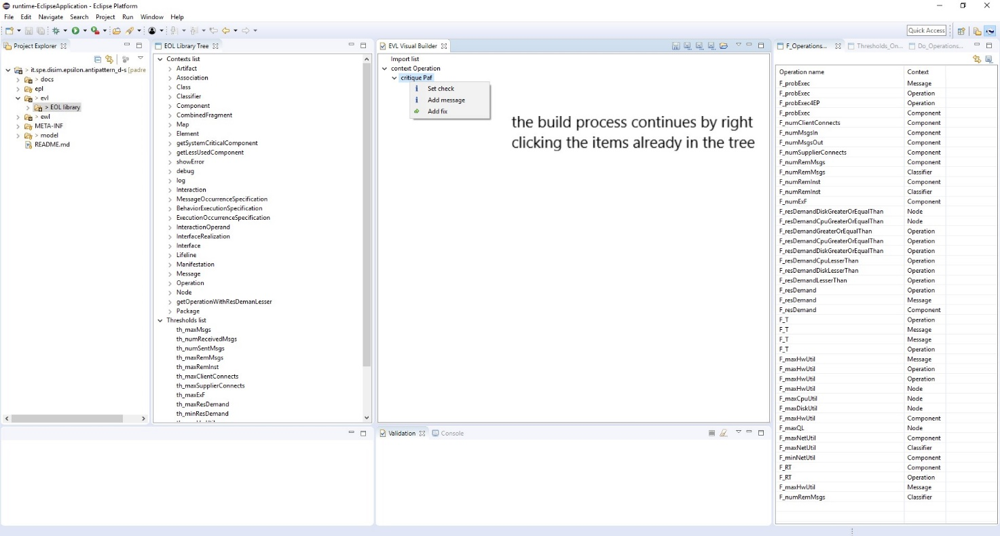 runtime-EclipseApplication - Eclipse Platform
File Edit Navigate Search Project Run Window Help
Quick Access
Project Explorer
> it.spe.disim.epsilon.antipattern_d-s [padre
> docs
epl
> evl
> EOL library
> ewl
META-INF
> model
README.md
EOL Library Tree
Contexts list
Artifact
Association
Class
Classifier
Component
CombinedFragment
Map
Element
getSystemCriticalComponent
getLessUsedComponent
showError
debug
log
Interaction
MessageOccurrenceSpecification
BehaviorExecutionSpecification
ExecutionOccurrenceSpecification
InteractionOperand
InterfaceRealization
Interface
Lifeline
Manifestation
Message
Operation
Node
getOperationWithResDemanLesser
Package
Thresholds list
th_maxMsgs
th_numReceivedMsgs
th_numSentMsgs
th_maxRemMsgs
th_maxRemInst
th_maxClientConnects
th_maxSupplierConnects
th_maxExF
th_maxResDemand
th_minResDemand
EVL Visual Builder
Import list
context Operation
critique Paf
Set check
Add message
Add fix
the build process continues by right
clicking the items already in the tree
Validation Console
F_Operations... Thresholds_On... Do_Operations...
Operation name Context
F_probExec Message
F_probExec Operation
F_probExec4EP Operation
F_probExec Component
F_numClientConnects Component
F_numMsgsIn Component
F_numMsgsOut Component
F_numSupplierConnects Component
F_numRemMsgs Component
F_numRemMsgs Classifier
F_numRemInst Component
F_numRemInst Classifier
F_numExF Component
F_resDemandDiskGreaterOrEqualThan Node
F_resDemandCpuGreaterOrEqualThan Node
F_resDemandGreaterOrEqualThan Operation
F_resDemandCpuGreaterOrEqualThan Operation
F_resDemandDiskGreaterOrEqualThan Operation
F_resDemandCpuLesserThan Operation
F_resDemandDiskLesserThan Operation
F_resDemandLesserThan Operation
F_resDemand Operation
F_resDemand Message
F_resDemand Component
F_T Operation
F_T Message
F_T Message
F_T Operation
F_maxHwUtil Message
F_maxHwUtil Operation
F_maxHwUtil Operation
F_maxHwUtil Node
F_maxCpuUtil Node
F_maxDiskUtil Node
F_maxHwUtil Component
F_maxQL Node
F_maxNetUtil Component
F_maxNetUtil Classifier
F_minNetUtil Component
F_RT Component
F_RT Operation
F_maxHwUtil Message
F_numRemMsgs Classifier